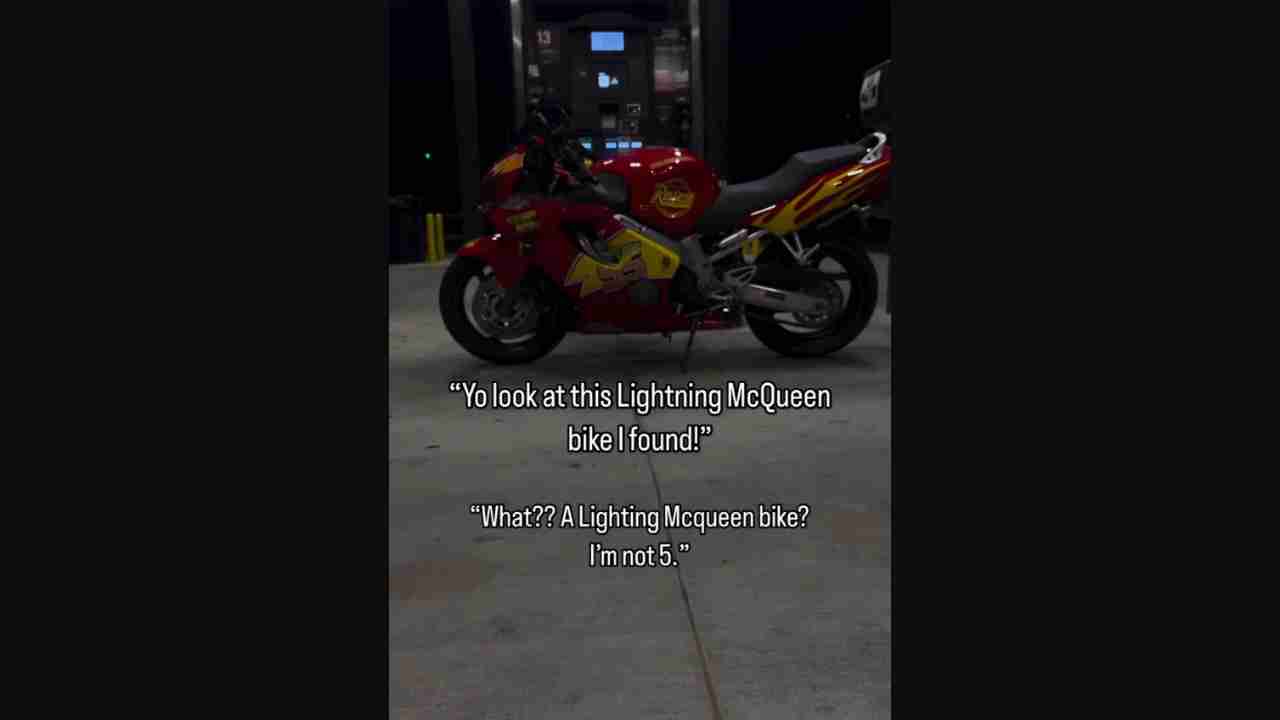 13
95
“Yo look at this Lightning McQueen
bike I found!”
“What?? A Lighting Mcqueen bike?
I’m not 5.”